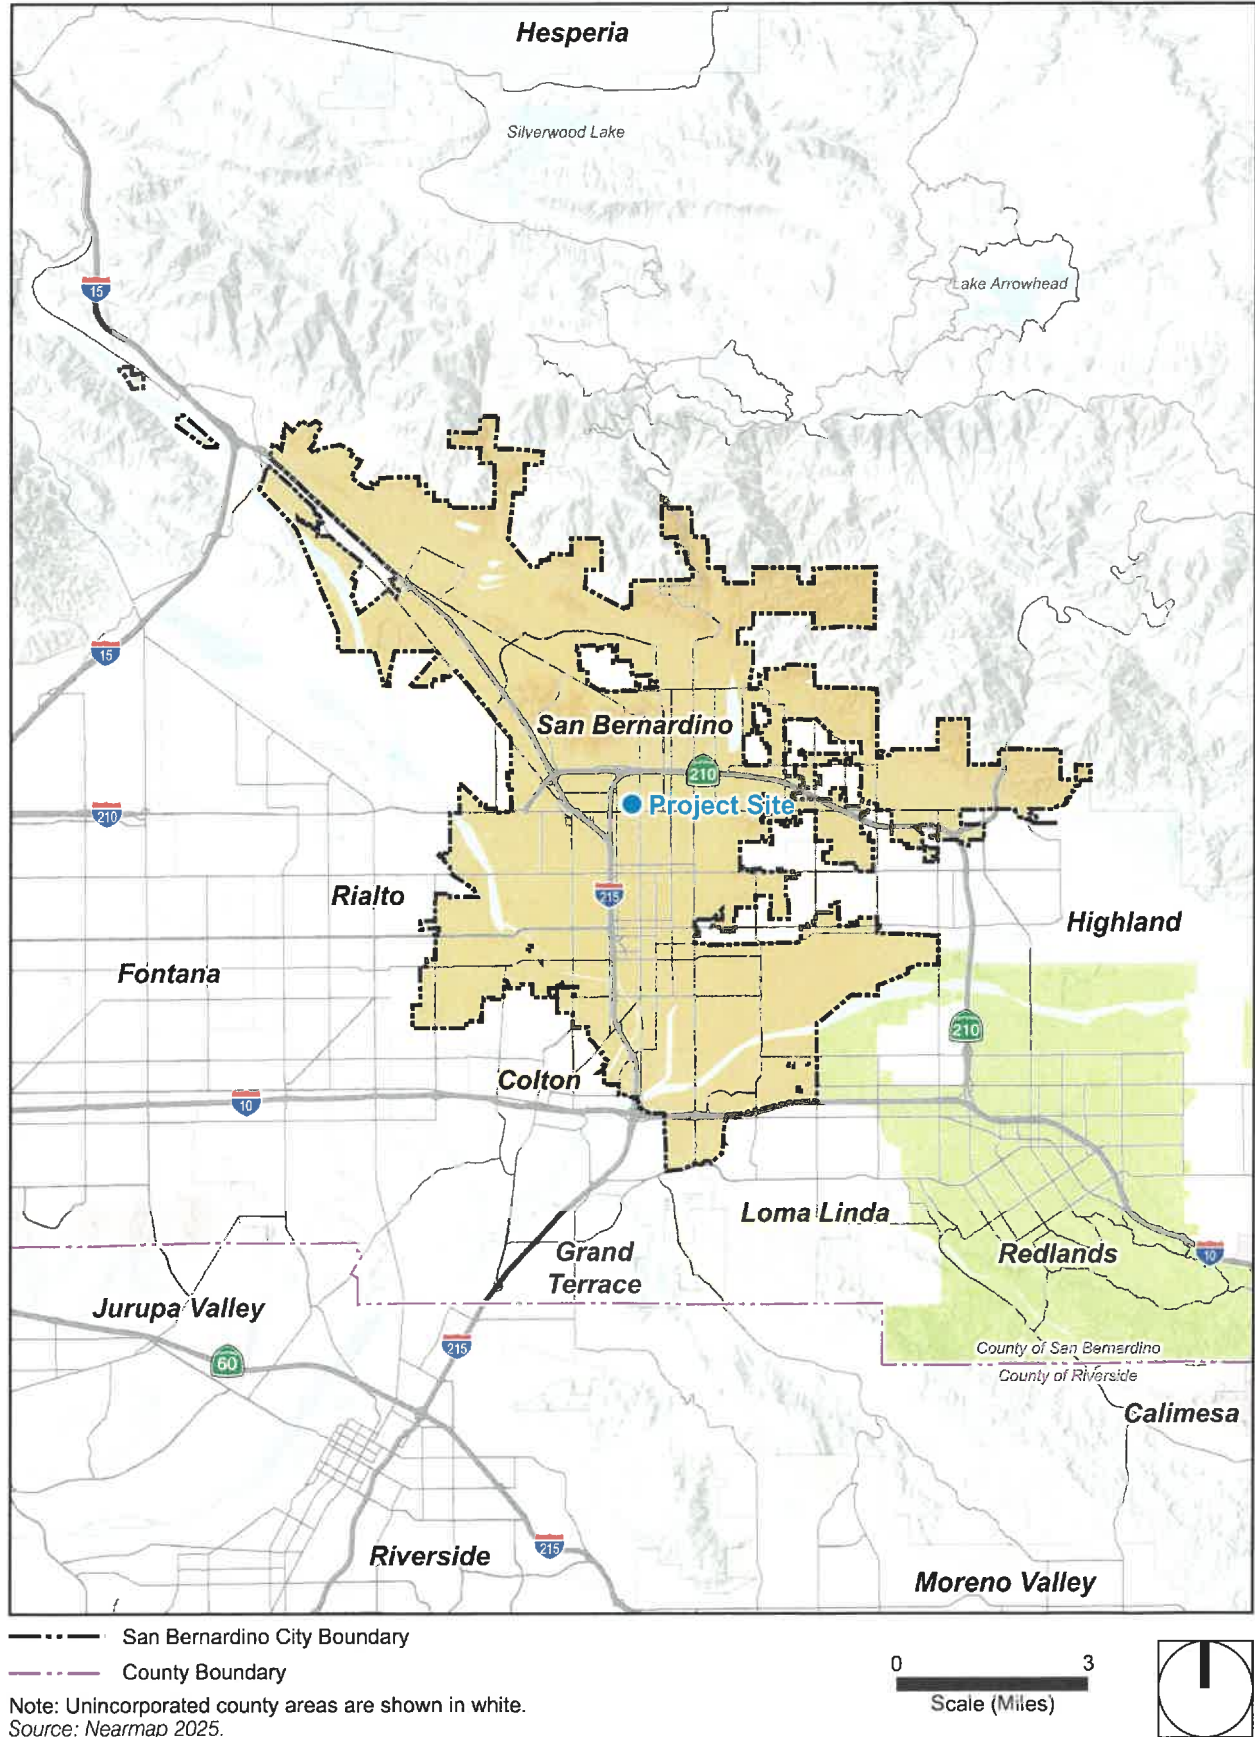 Hesperia
Silverwood Lake
Lake Arrowhead
15
15
San Bernardino
210
Project Site
210
215
Rialto
Highland
Fontana
210
Colton
10
Loma Linda
Grand
Terrace
Redlands
10
Jurupa Valley
215
60
County of San Bernardino
County of Riverside
Calimesa
Riverside
215
Moreno Valley
San Bernardino City Boundary
County Boundary
Note: Unincorporated county areas are shown in white.
Source: Nearmap 2025.
0 3
Scale (Miles)